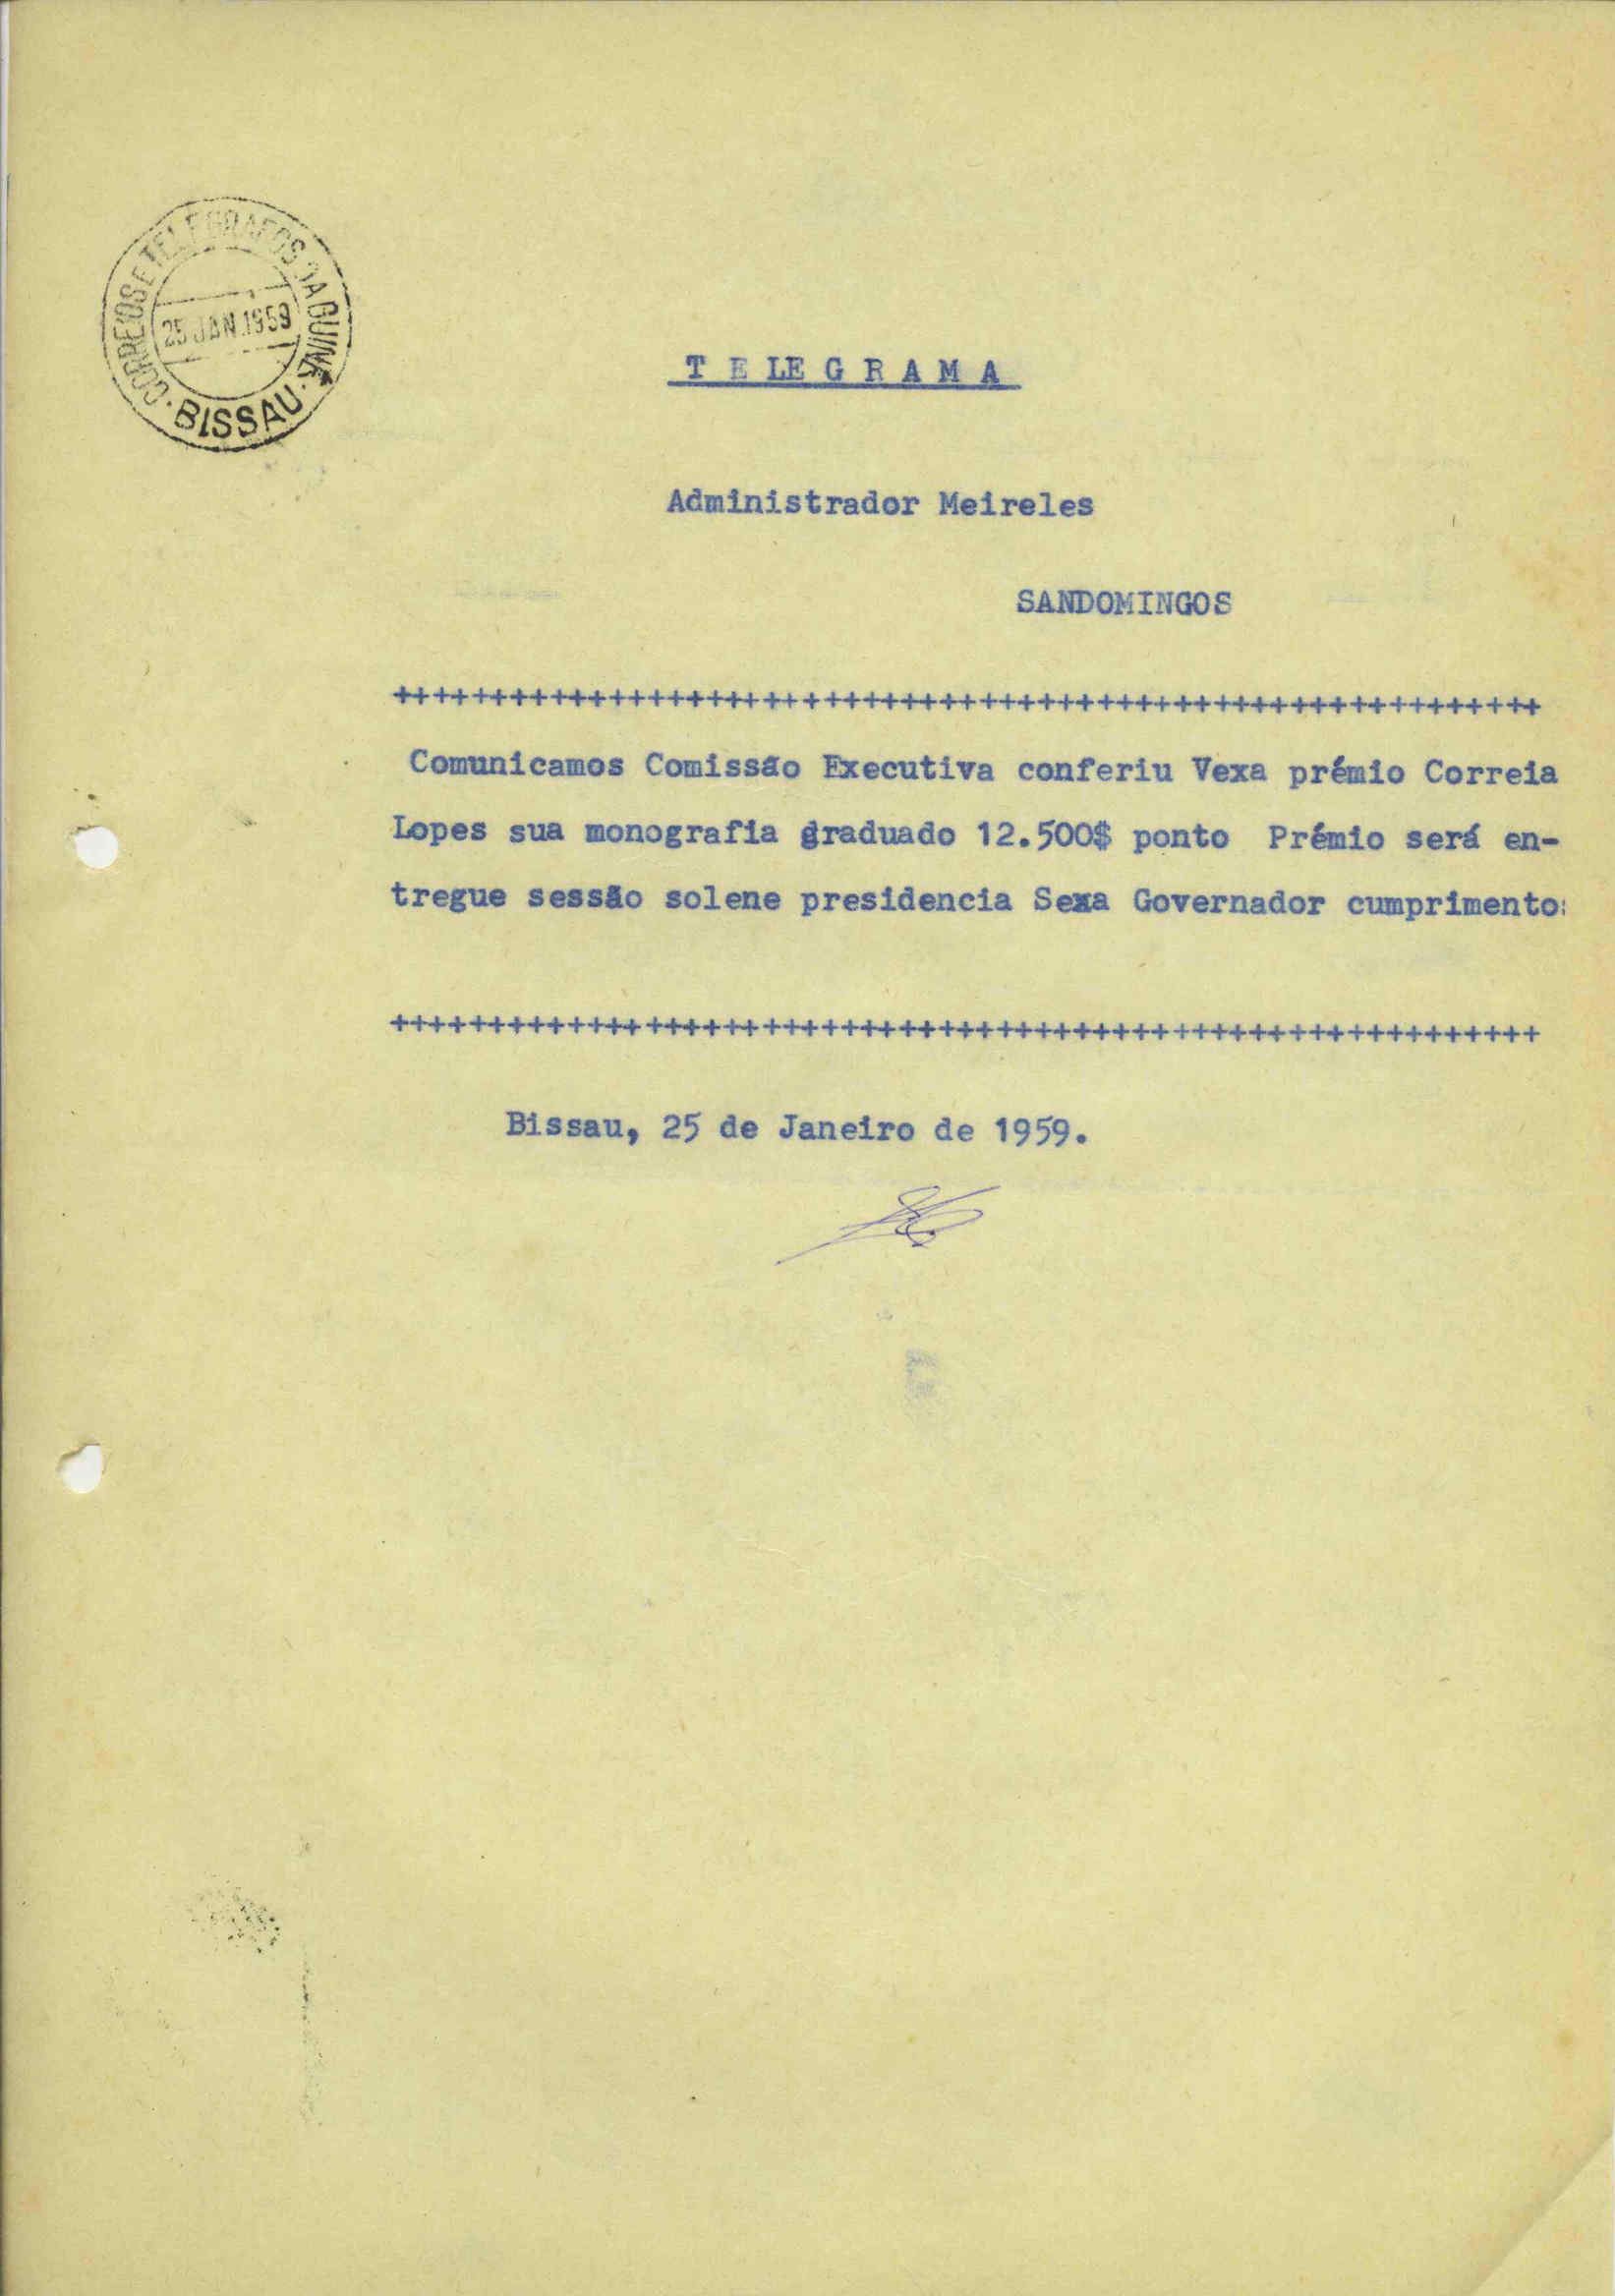 CORREIOS E TELEGRAFOS DA GUINÉ
25 JAN.1959
BISSAU
T E LE G R A M A
Administrador Meireles
SANDOMINGOS
+++++++++++++++++++++++++++++++++++++++++++++++++++++++++++
Comunicamos Comissão Executiva conferiu Vexa prémio Correia
Lopes sua monografia graduado 12.500$ ponto Prémio será en-
tregue sessão solene presidencia Sexa Governador cumprimentos
+++++++++++++++++++++++++++++++++++++++++++++++++++++++++++
Bissau, 25 de Janeiro de 1959.